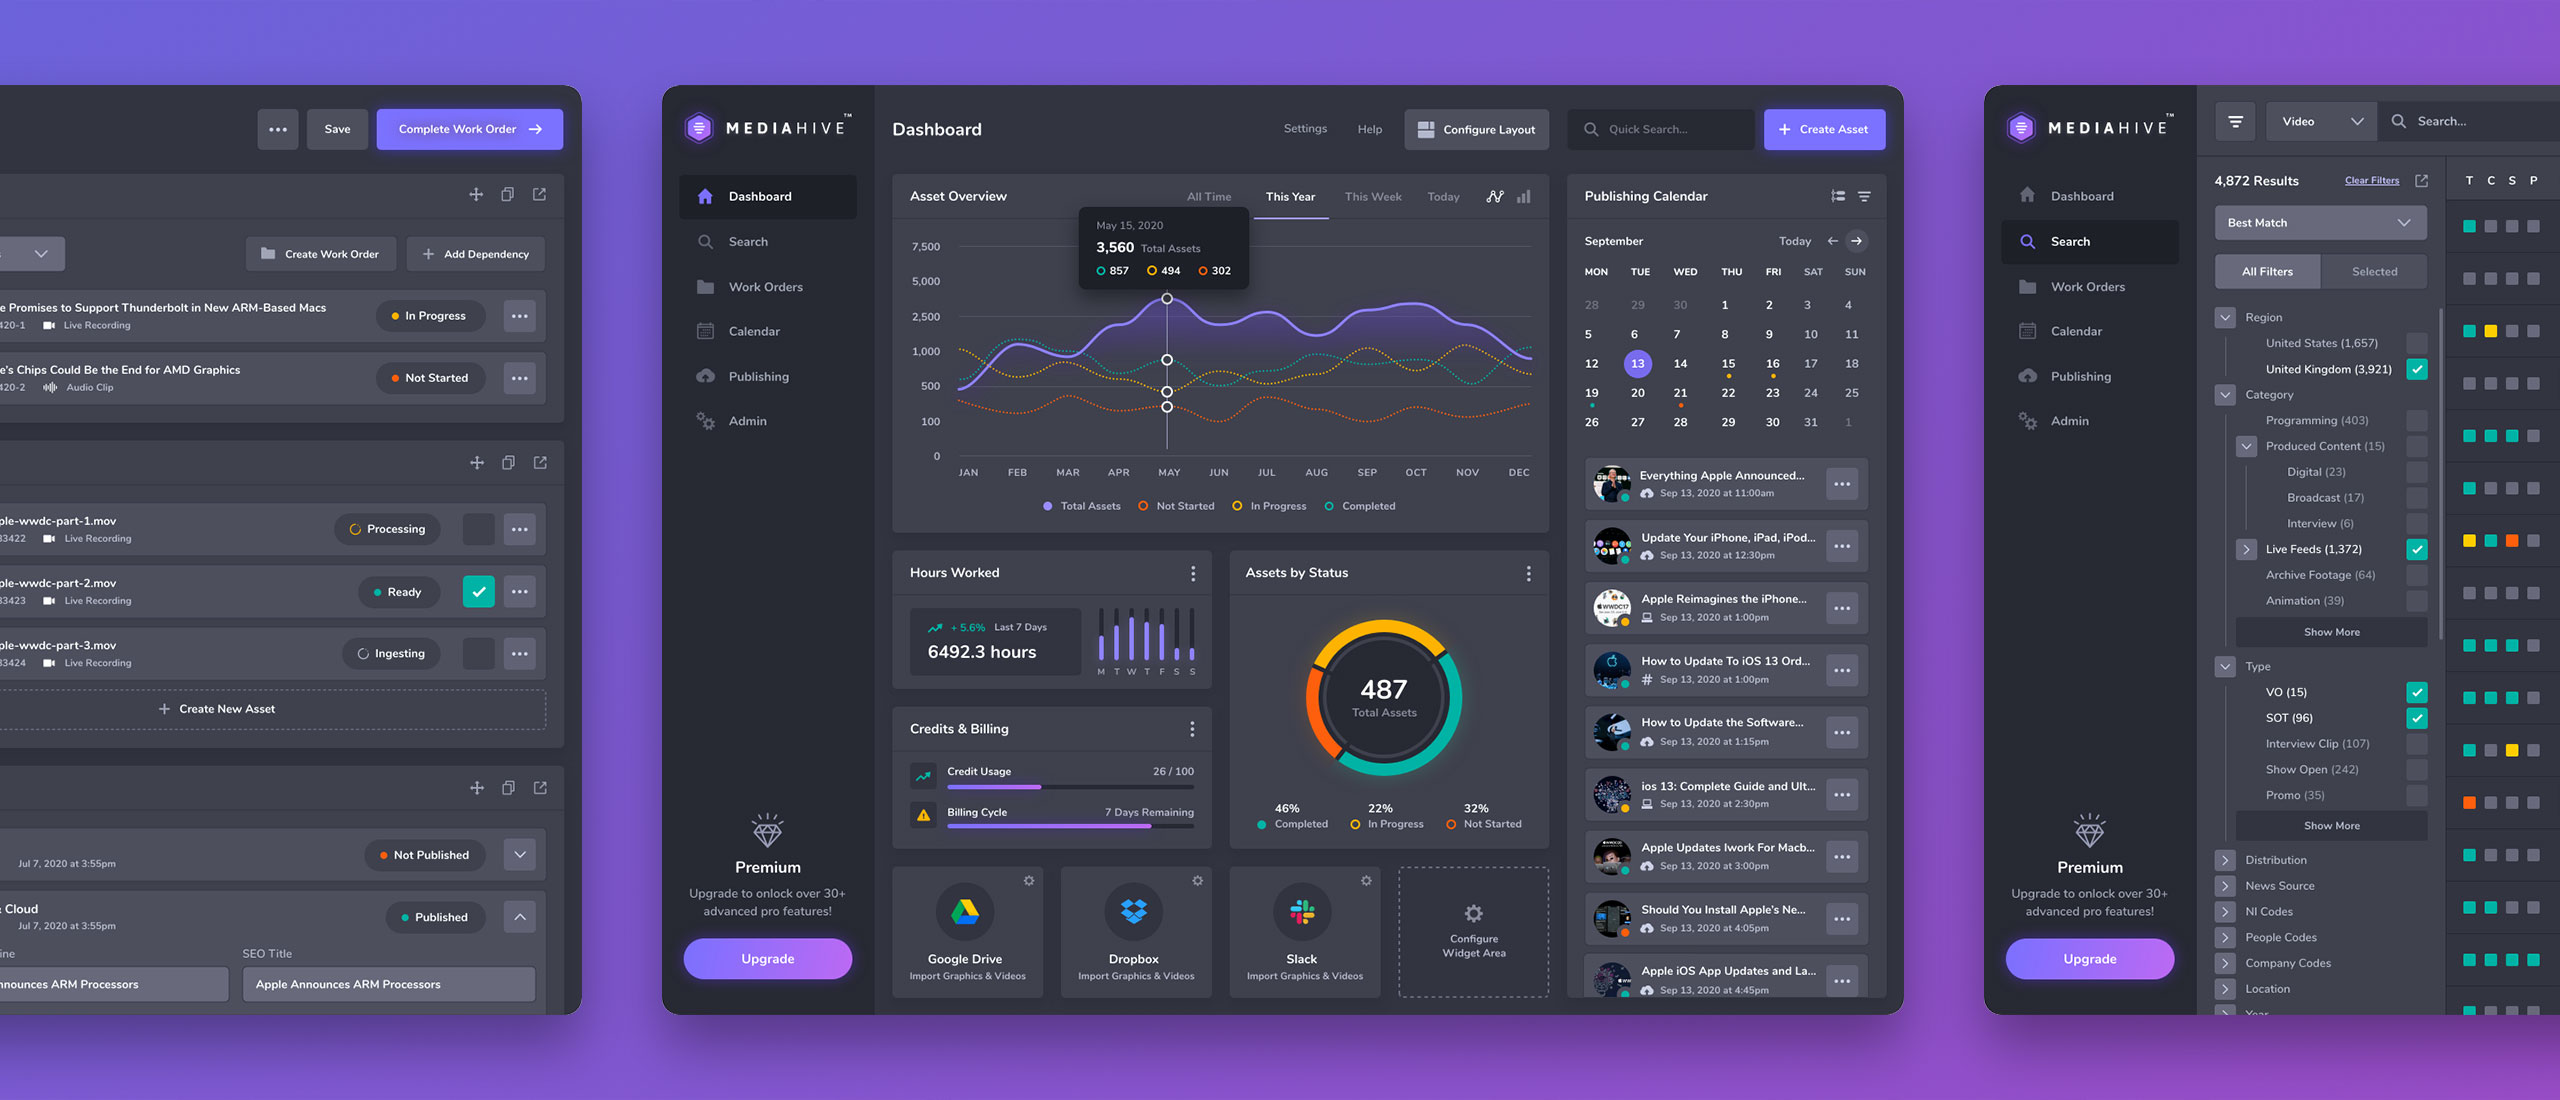 Save
Complete Work Order
Create Work Order
Add Dependency
e Promises to Support Thunderbolt in New ARM-Based Macs
420-1 Live Recording
In Progress
e's Chips Could Be the End for AMD Graphics
420-2 Audio Clip
Not Started
ple-wwdc-part-1.mov
33422 Live Recording
Processing
ple-wwdc-part-2.mov
33423 Live Recording
Ready
ple-wwdc-part-3.mov
33424 Live Recording
Ingesting
+ Create New Asset
Jul 7, 2020 at 3:55pm
Not Published
& Cloud
Jul 7, 2020 at 3:55pm
Published
ine
SEO Title
nnounces ARM Processors
Apple Announces ARM Processors
MEDIAHIVE™
Dashboard
Search
Work Orders
Calendar
Publishing
Admin
Premium
Upgrade to onlock over 30+
advanced pro features!
Upgrade
Dashboard
Settings
Help
Configure Layout
Quick Search...
+ Create Asset
Asset Overview
All Time
This Year
This Week
Today
May 15, 2020
3,560 Total Assets
857 494 302
7,500
5,000
2,500
1,000
500
100
0
JAN FEB MAR APR MAY JUN JUL AUG SEP OCT NOV DEC
Total Assets Not Started In Progress Completed
Hours Worked
+ 5.6% Last 7 Days
6492.3 hours
M T W T F S S
Credits & Billing
Credit Usage 26 / 100
Billing Cycle 7 Days Remaining
Assets by Status
487
Total Assets
46% 22% 32%
Completed In Progress Not Started
Google Drive
Import Graphics & Videos
Dropbox
Import Graphics & Videos
Slack
Import Graphics & Videos
Configure
Widget Area
Publishing Calendar
September Today
MON TUE WED THU FRI SAT SUN
28 29 30 1 2 3 4
5 6 7 8 9 10 11
12 13 14 15 16 17 18
19 20 21 22 23 24 25
26 27 28 29 30 31 1
Everything Apple Announced...
Sep 13, 2020 at 11:00am
Update Your iPhone, iPad, iPod...
Sep 13, 2020 at 12:30pm
Apple Reimagines the iPhone...
Sep 13, 2020 at 1:00pm
How to Update To iOS 13 Ord...
Sep 13, 2020 at 1:00pm
How to Update the Software...
Sep 13, 2020 at 1:15pm
ios 13: Complete Guide and Ult...
Sep 13, 2020 at 2:30pm
Apple Updates Iwork For Macb...
Sep 13, 2020 at 3:00pm
Should You Install Apple's Ne...
Sep 13, 2020 at 4:05pm
Apple iOS App Updates and La...
Sep 13, 2020 at 4:45pm
MEDIAHIVE™
Dashboard
Search
Work Orders
Calendar
Publishing
Admin
Premium
Upgrade to onlock over 30+
advanced pro features!
Upgrade
Video
Search...
4,872 Results
Clear Filters
Best Match
All Filters
Selected
Region
United States (1,657)
United Kingdom (3,921)
Category
Programming (403)
Produced Content (15)
Digital (23)
Broadcast (17)
Interview (6)
Live Feeds (1,372)
Archive Footage (64)
Animation (39)
Show More
Type
VO (15)
SOT (96)
Interview Clip (107)
Show Open (242)
Promo (35)
Show More
Distribution
News Source
NI Codes
People Codes
Company Codes
Location
Year
T C S P